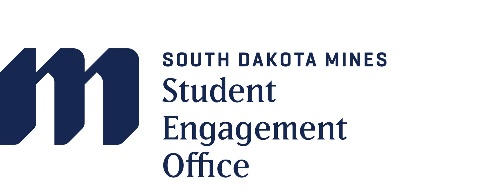 SOUTH DAKOTA MINES
Student
Engagement
Office